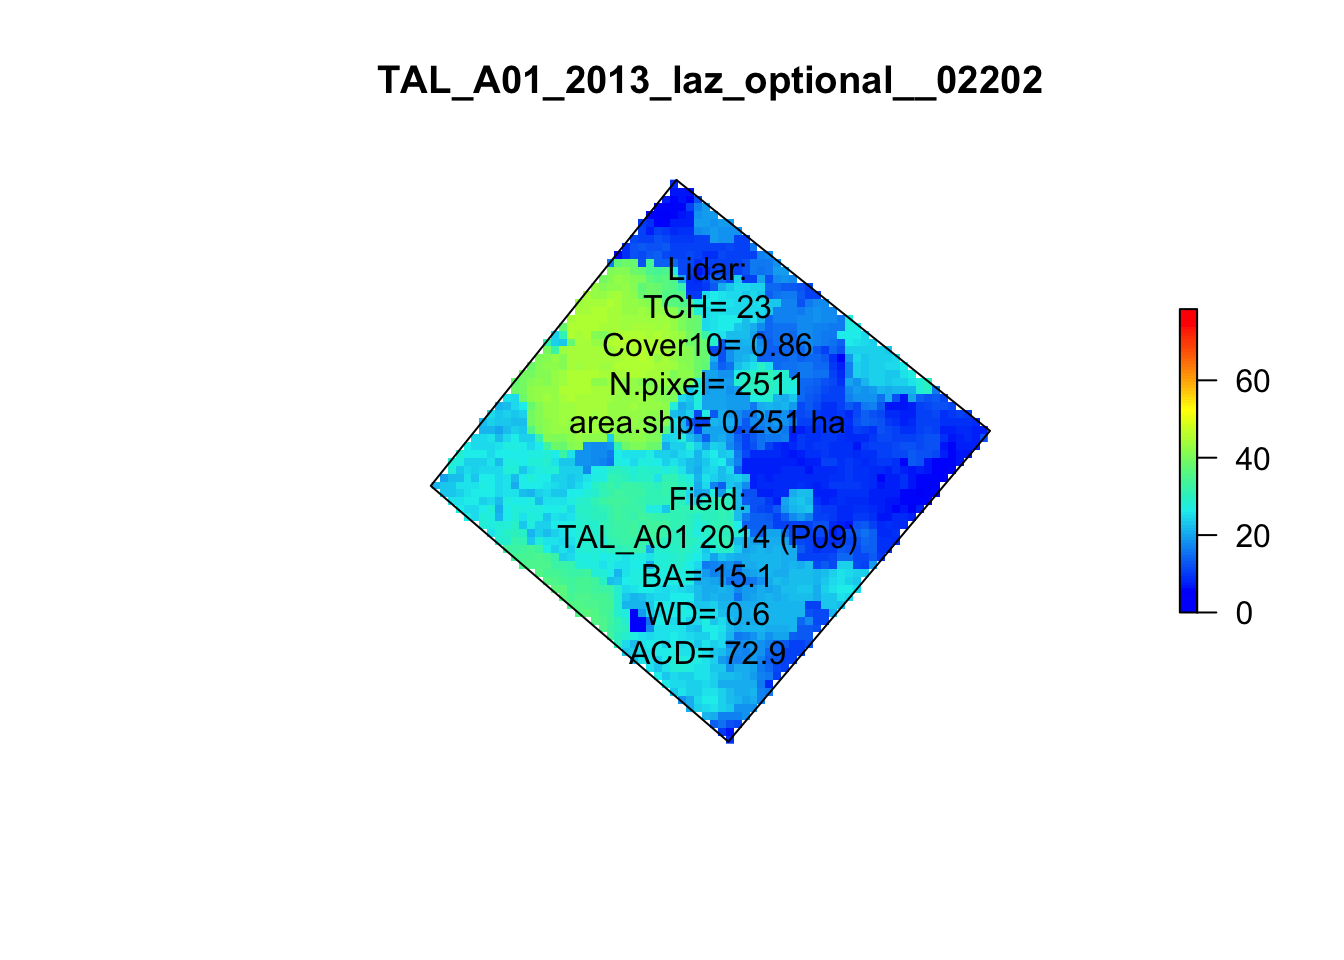 TAL_A01_2013_laz_optional__02202
Lidar:
TCH= 23
Cover10= 0.86
N.pixel= 2511
area.shp= 0.251 ha
Field:
TAL_A01 2014 (P09)
BA= 15.1
WD= 0.6
ACD= 72.9
60
40
20
0